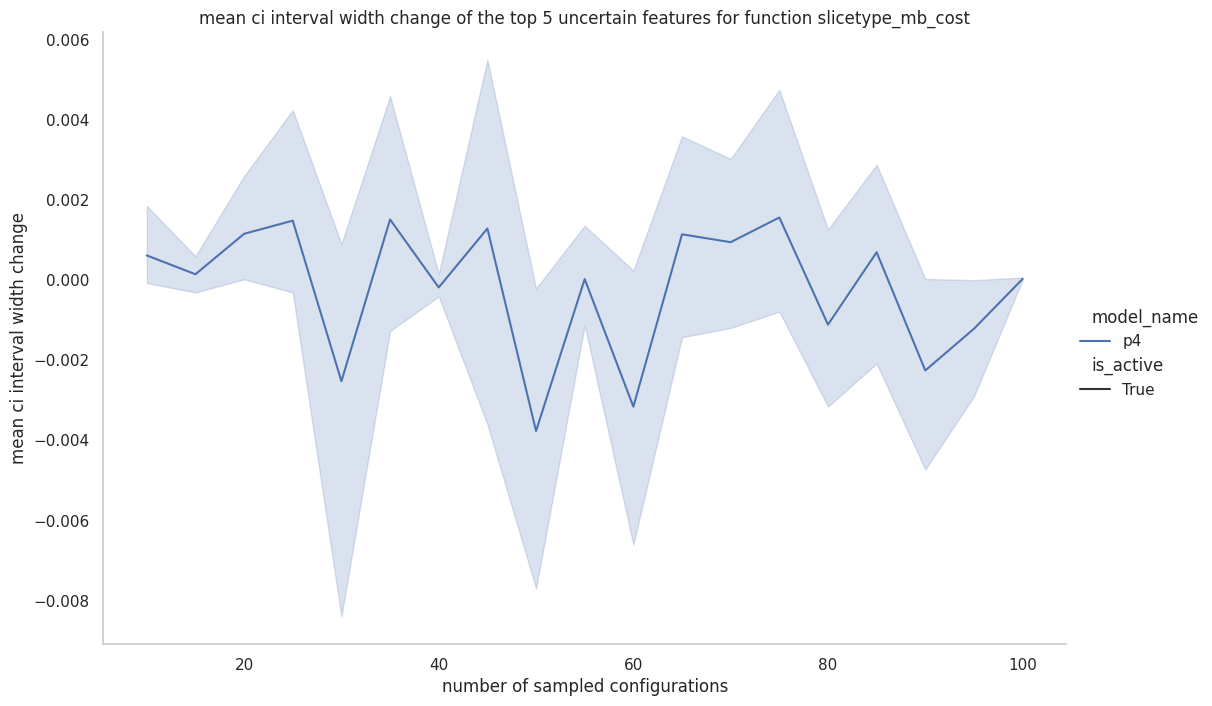 mean ci interval width change of the top 5 uncertain features for function slicetype_mb_cost
0.006
0.004
0.002
0.000
−0.002
−0.004
−0.006
−0.008
mean ci interval width change
20
40
60
80
100
number of sampled configurations
model_name
p4
is_active
True